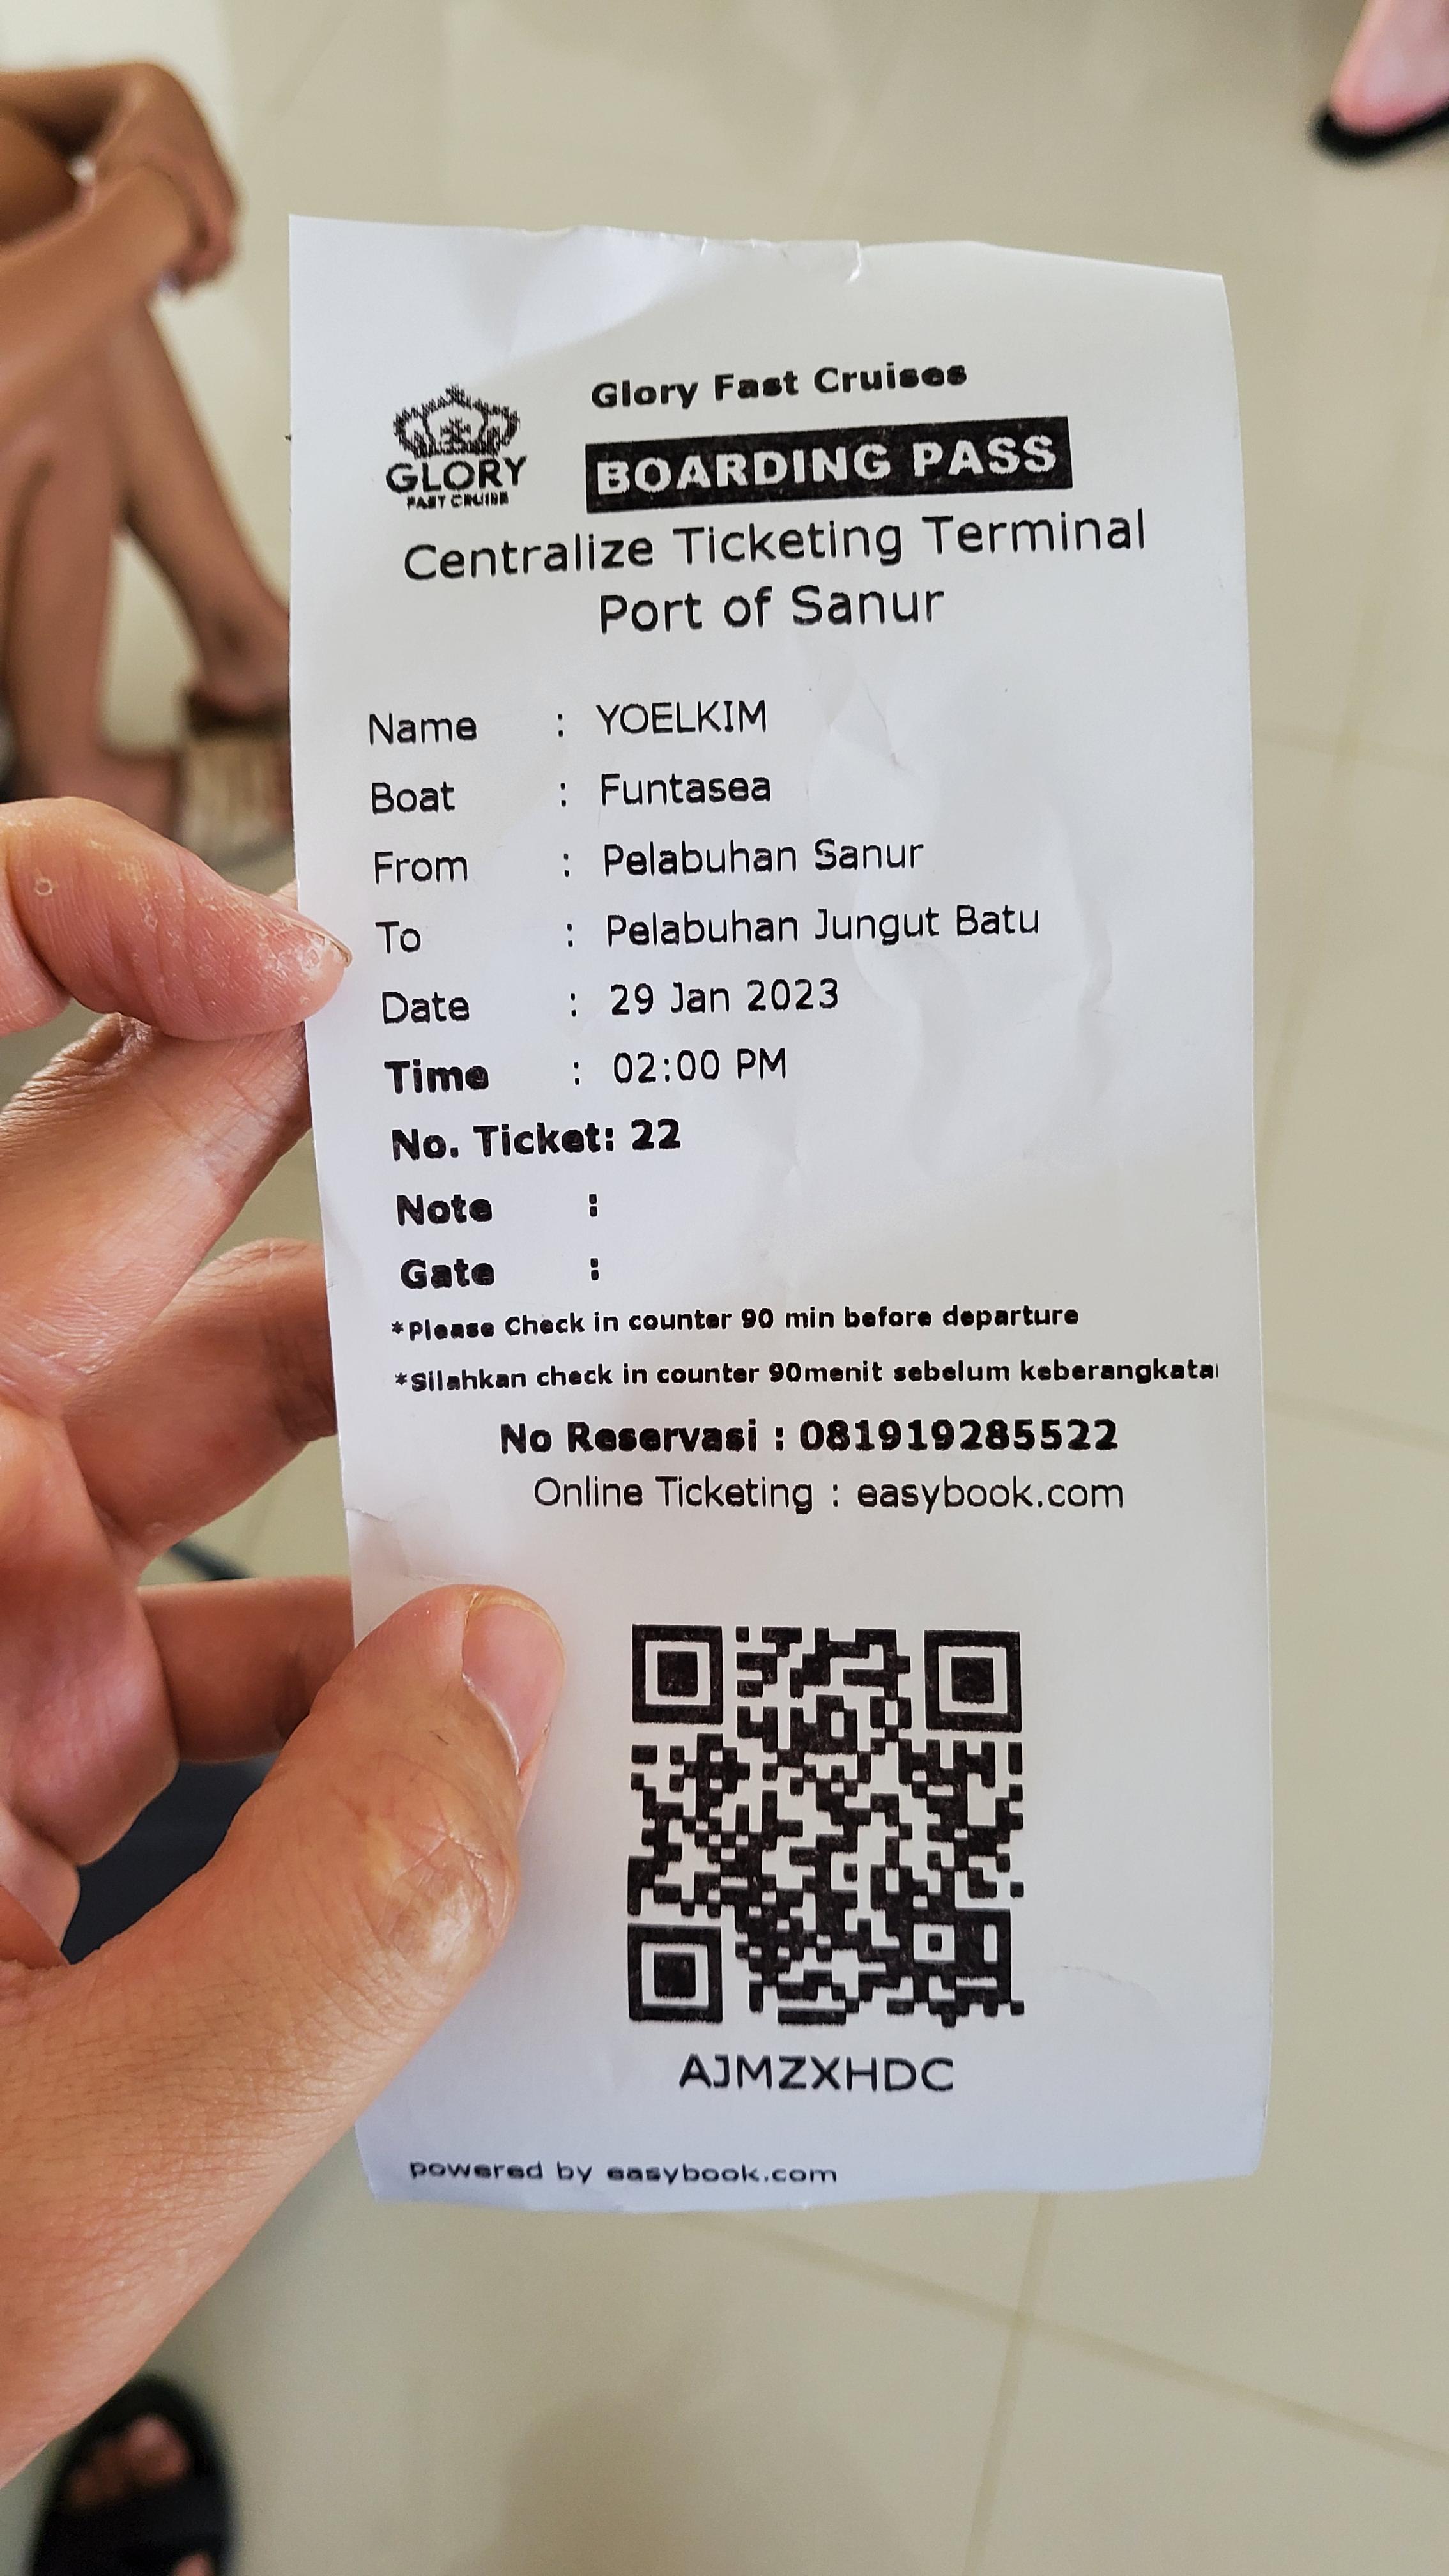 Glory Fast Cruises
GLORY
FAST CRUISE
BOARDING PASS
Centralize Ticketing Terminal
Port of Sanur
Name : YOELKIM
Boat : Funtasea
From : Pelabuhan Sanur
To : Pelabuhan Jungut Batu
Date : 29 Jan 2023
Time : 02:00 PM
No. Ticket: 22
Note :
Gate :
*Please Check in counter 90 min before departure
*Silahkan check in counter 90menit sebelum keberangkata
No Reservasi : 081919285522
Online Ticketing : easybook.com
AJMZXHDC
powered by easybook.com